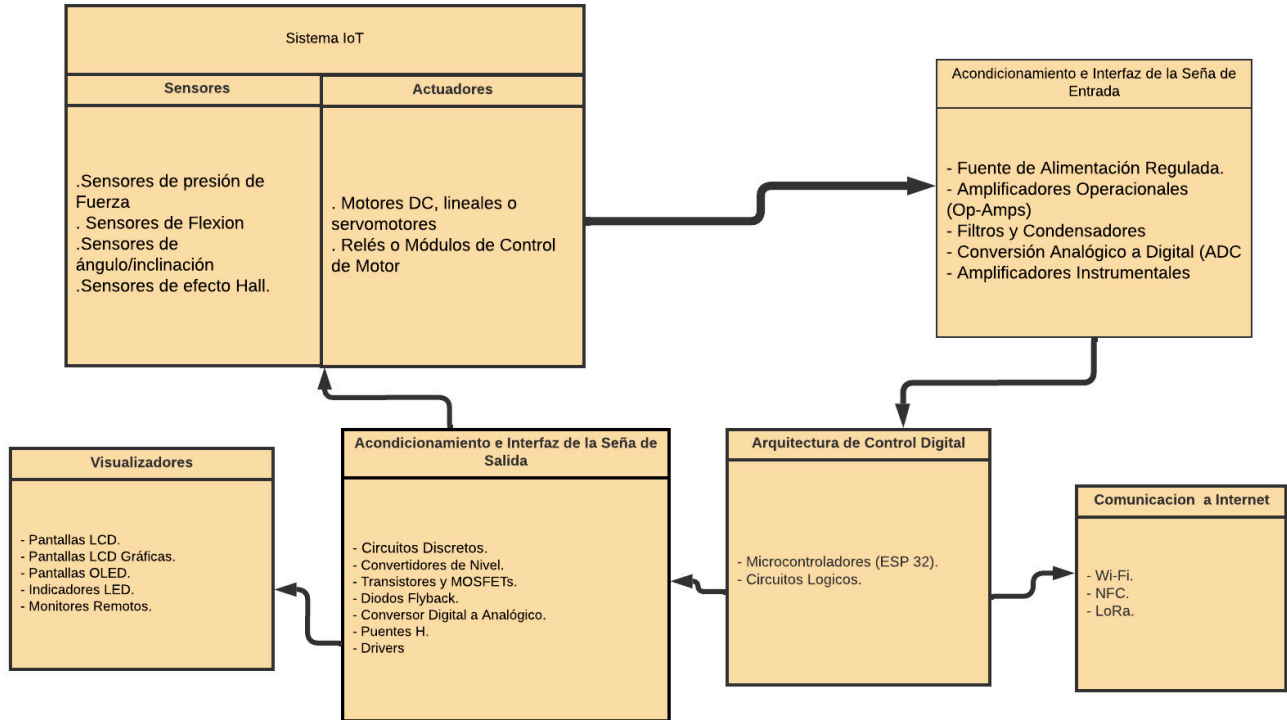 Sistema IoT
Sensores
Actuadores
.Sensores de presión de
Fuerza
. Sensores de Flexion
.Sensores de
ángulo/inclinación
.Sensores de efecto Hall.
. Motores DC, lineales o
servomotores
. Relés o Módulos de Control
de Motor
Acondicionamiento e Interfaz de la Seña de
Entrada
- Fuente de Alimentación Regulada.
- Amplificadores Operacionales
(Op-Amps)
- Filtros y Condensadores
- Conversión Analógico a Digital (ADC
- Amplificadores Instrumentales
Visualizadores
- Pantallas LCD.
- Pantallas LCD Gráficas.
- Pantallas OLED.
- Indicadores LED.
- Monitores Remotos.
Acondicionamiento e Interfaz de la Seña de
Salida
- Circuitos Discretos.
- Convertidores de Nivel.
- Transistores y MOSFETs.
- Diodos Flyback.
- Conversor Digital a Analógico.
- Puentes H.
- Drivers
Arquitectura de Control Digital
- Microcontroladores (ESP 32).
- Circuitos Logicos.
Comunicacion a Internet
- Wi-Fi.
- NFC.
- LoRa.